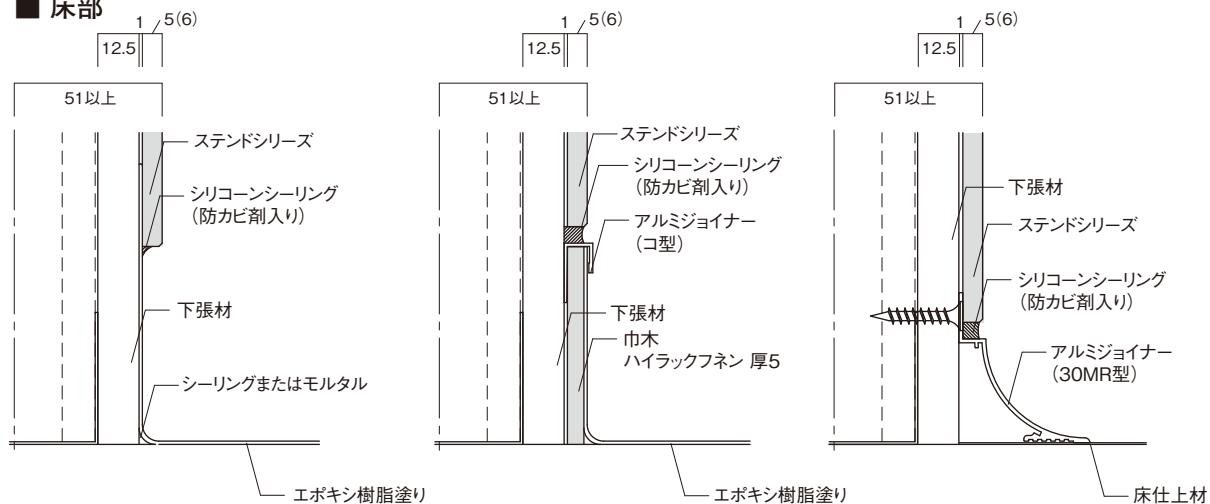 ■ 床部
1 5(6)
12.5
51以上
ステンドシリーズ
シリコーンシーリング
（防カビ剤入り）
下張材
シーリングまたはモルタル
エポキシ樹脂塗り
1 5(6)
12.5
51以上
ステンドシリーズ
シリコーンシーリング
（防カビ剤入り）
アルミジョイナー
（コ型）
下張材
巾木
ハイラックフネン 厚5
エポキシ樹脂塗り
1 5(6)
12.5
51以上
下張材
ステンドシリーズ
シリコーンシーリング
（防カビ剤入り）
アルミジョイナー
（30MR型）
床仕上材